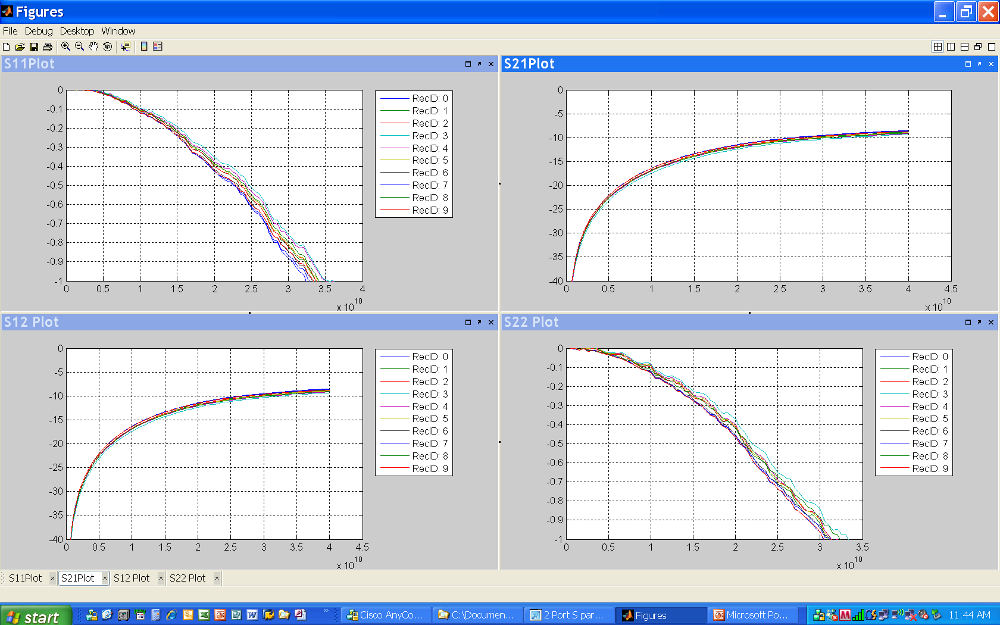 Figures
File Debug Desktop Window
S11Plot
0
-0.1
-0.2
-0.3
-0.4
-0.5
-0.6
-0.7
-0.8
-0.9
-1
0 0.5 1 1.5 2 2.5 3 3.5 4
x 10^10
RecID: 0
RecID: 1
RecID: 2
RecID: 3
RecID: 4
RecID: 5
RecID: 6
RecID: 7
RecID: 8
RecID: 9
S21Plot
0
-5
-10
-15
-20
-25
-30
-35
-40
0 0.5 1 1.5 2 2.5 3 3.5 4 4.5
x 10^10
S12 Plot
0
-5
-10
-15
-20
-25
-30
-35
-40
0 0.5 1 1.5 2 2.5 3 3.5 4 4.5
x 10^10
RecID: 0
RecID: 1
RecID: 2
RecID: 3
RecID: 4
RecID: 5
RecID: 6
RecID: 7
RecID: 8
RecID: 9
S22 Plot
0
-0.1
-0.2
-0.3
-0.4
-0.5
-0.6
-0.7
-0.8
-0.9
-1
0 0.5 1 1.5 2 2.5 3 3.5
x 10^10
RecID: 0
RecID: 1
RecID: 2
RecID: 3
RecID: 4
RecID: 5
RecID: 6
RecID: 7
RecID: 8
RecID: 9
S11Plot S21Plot S12 Plot S22 Plot
start Cisco AnyCo... C:\Documen... 2 Port S par... Figures Microsoft Po... 11:44 AM